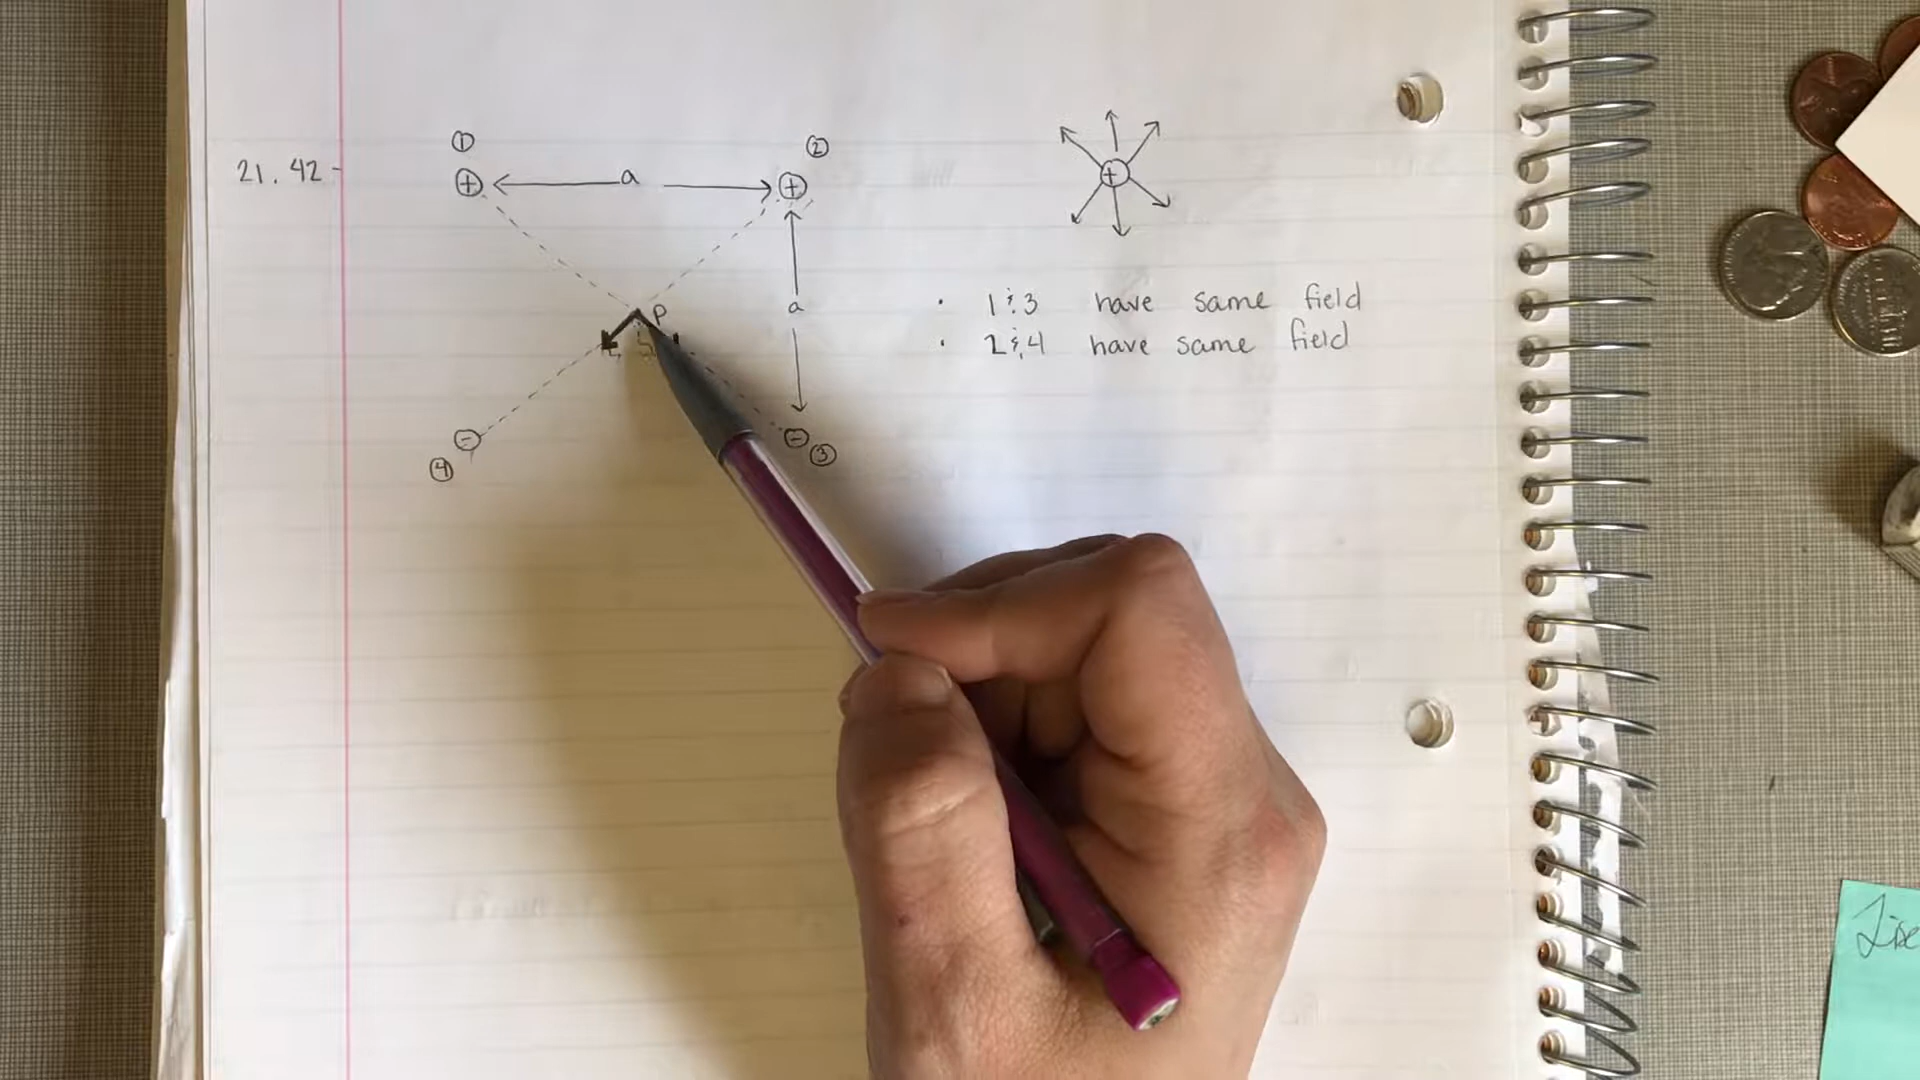 21.42
① ②
+ a +
+
P
a
· 1 & 3 have same field
· 2 & 4 have same field
- -
④ ③